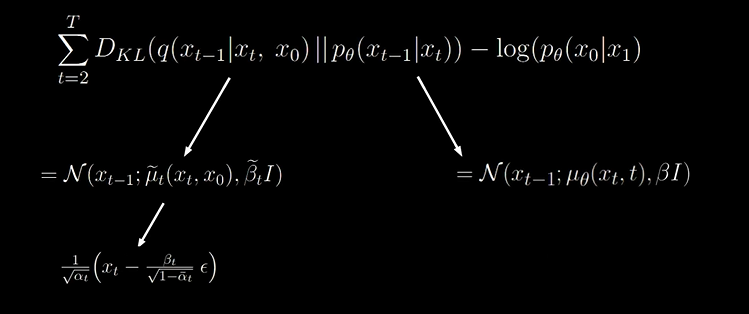 $\sum_{t=2}^{T} D_{KL}(q(x_{t-1}|x_t,\ x_0)\,||\,p_\theta(x_{t-1}|x_t)) - \log(p_\theta(x_0|x_1)$
$= \mathcal{N}(x_{t-1}; \widetilde{\mu}_t(x_t, x_0), \widetilde{\beta}_t I)$
$= \mathcal{N}(x_{t-1}; \mu_\theta(x_t, t), \beta I)$
$\frac{1}{\sqrt{\alpha_t}}\left(x_t - \frac{\beta_t}{\sqrt{1-\bar{\alpha}_t}}\ \epsilon\right)$